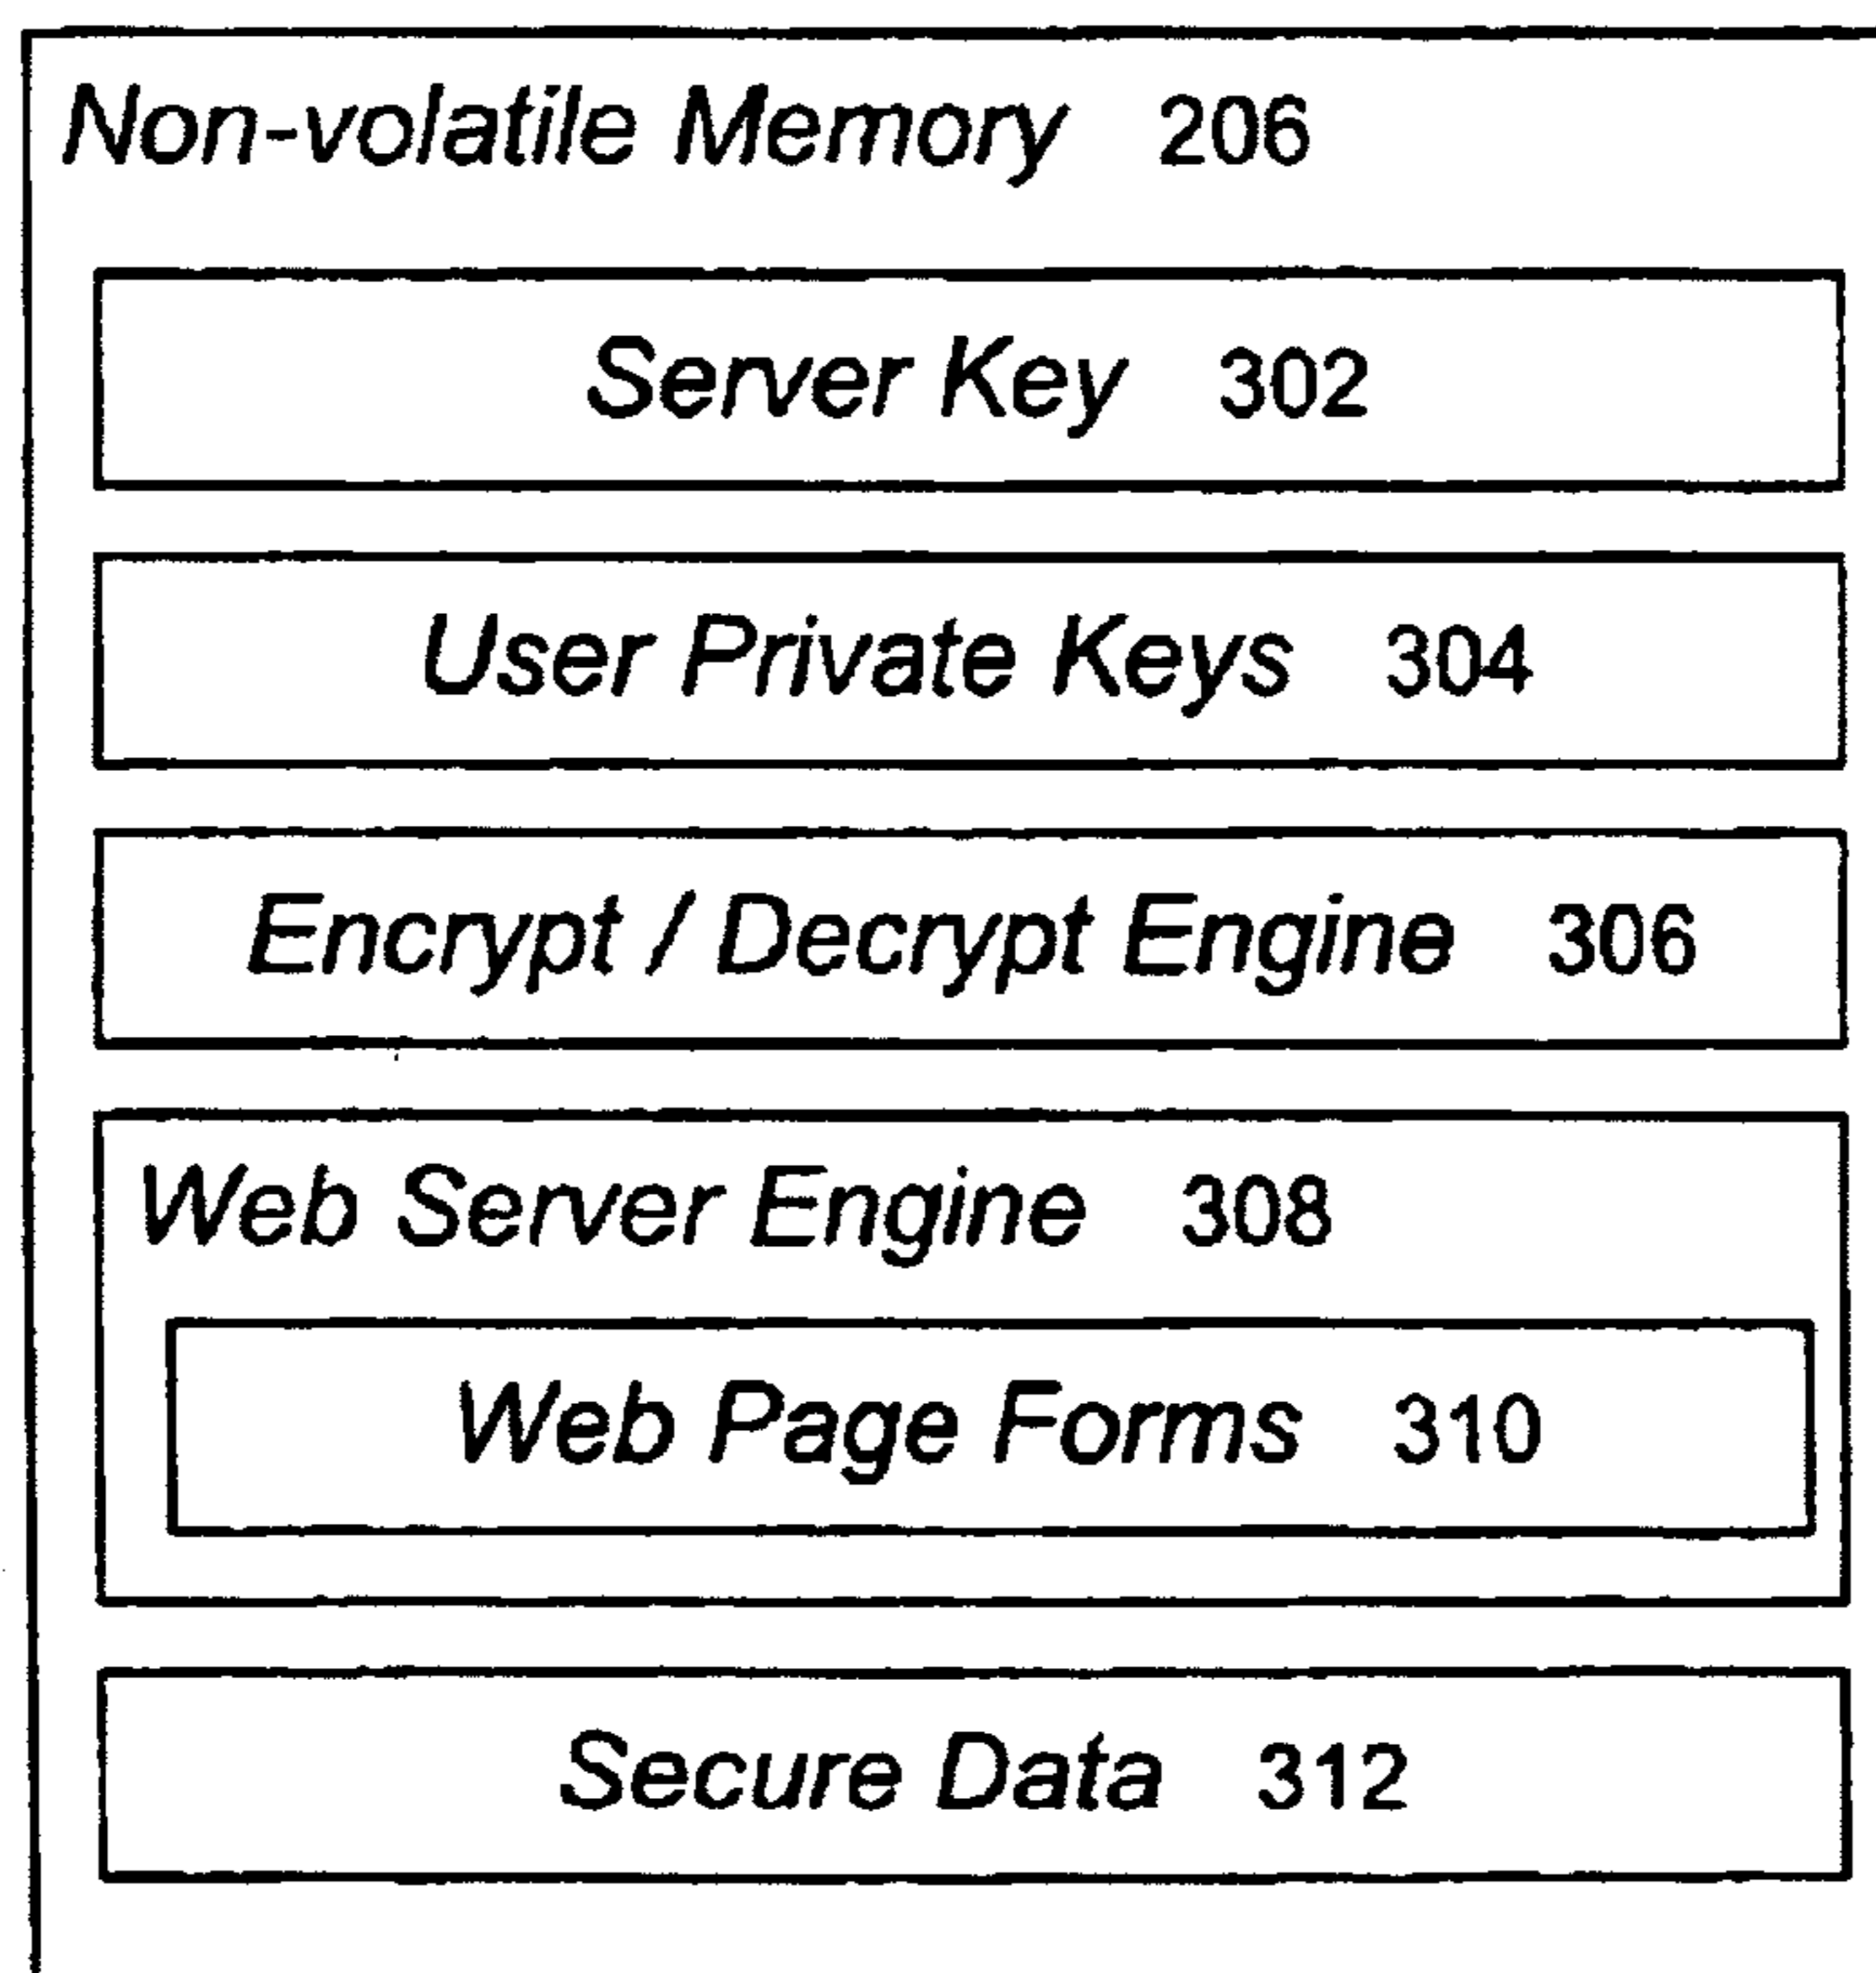 Non-volatile Memory 206
Server Key 302
User Private Keys 304
Encrypt / Decrypt Engine 306
Web Server Engine 308
Web Page Forms 310
Secure Data 312